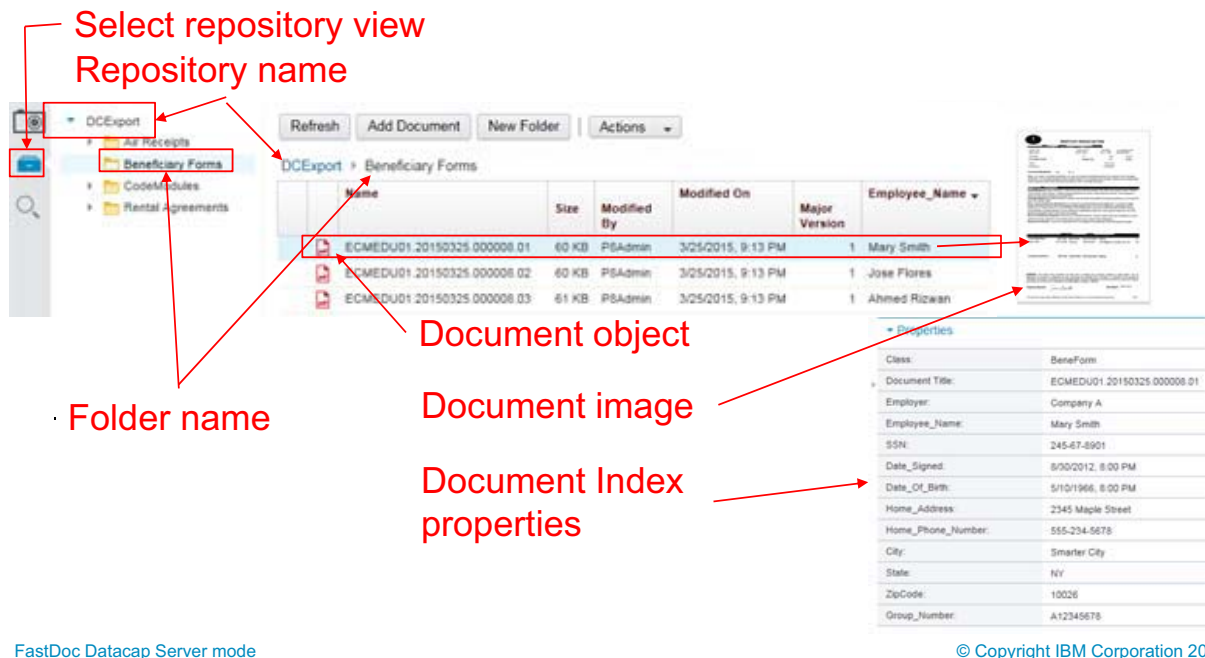 Select repository view
Repository name
DCExport
Air Receipts
Beneficiary Forms
CodeModules
Rental Agreements
Refresh Add Document New Folder Actions
DCExport Beneficiary Forms
Name Size Modified By Modified On Major Version Employee_Name
ECMEDU01.20150325.000008.01 60 KB P8Admin 3/25/2015, 9:13 PM 1 Mary Smith
ECMEDU01.20150325.000008.02 60 KB P8Admin 3/25/2015, 9:13 PM 1 Jose Flores
ECMEDU01.20150325.000008.03 61 KB P8Admin 3/25/2015, 9:13 PM 1 Ahmed Rizwan
Document object
Document image
Folder name
Document Index
properties
Properties
Class: BeneForm
Document Title: ECMEDU01.20150325.000008.01
Employer: Company A
Employee_Name: Mary Smith
SSN: 245-67-8901
Date_Signed: 8/30/2012, 8:00 PM
Date_Of_Birth: 5/10/1966, 8:00 PM
Home_Address: 2345 Maple Street
Home_Phone_Number: 555-234-5678
City: Smarter City
State: NY
ZipCode: 10026
Group_Number: A12345678
FastDoc Datacap Server mode
© Copyright IBM Corporation 20